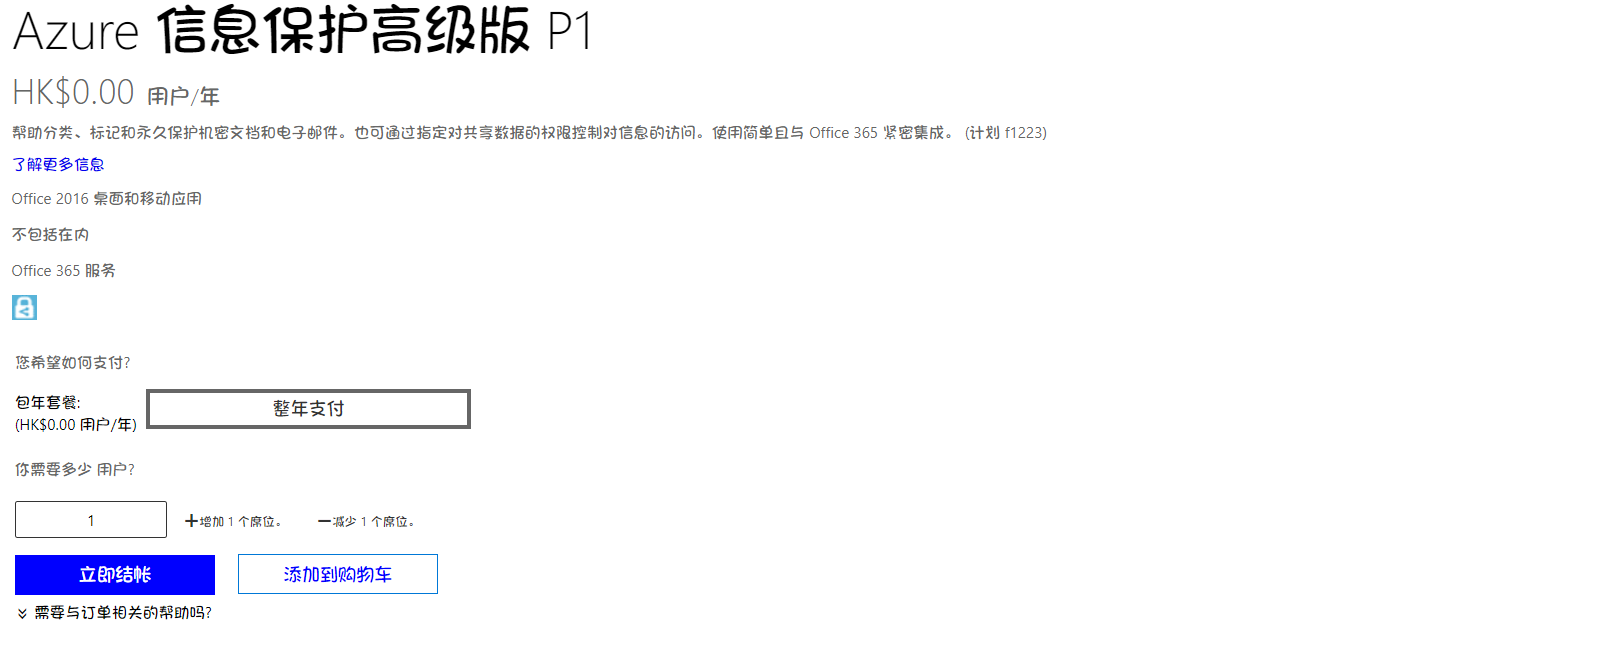 Azure 信息保护高级版 P1
HK$0.00 用户/年
帮助分类、标记和永久保护机密文档和电子邮件。也可通过指定对共享数据的权限控制对信息的访问。使用简单且与 Office 365 紧密集成。 (计划 f1223)
了解更多信息
Office 2016 桌面和移动应用
不包括在内
Office 365 服务
您希望如何支付?
包年套餐:
(HK$0.00 用户/年)
整年支付
你需要多少 用户?
1
+增加 1 个席位。
−减少 1 个席位。
立即结帐
添加到购物车
需要与订单相关的帮助吗?